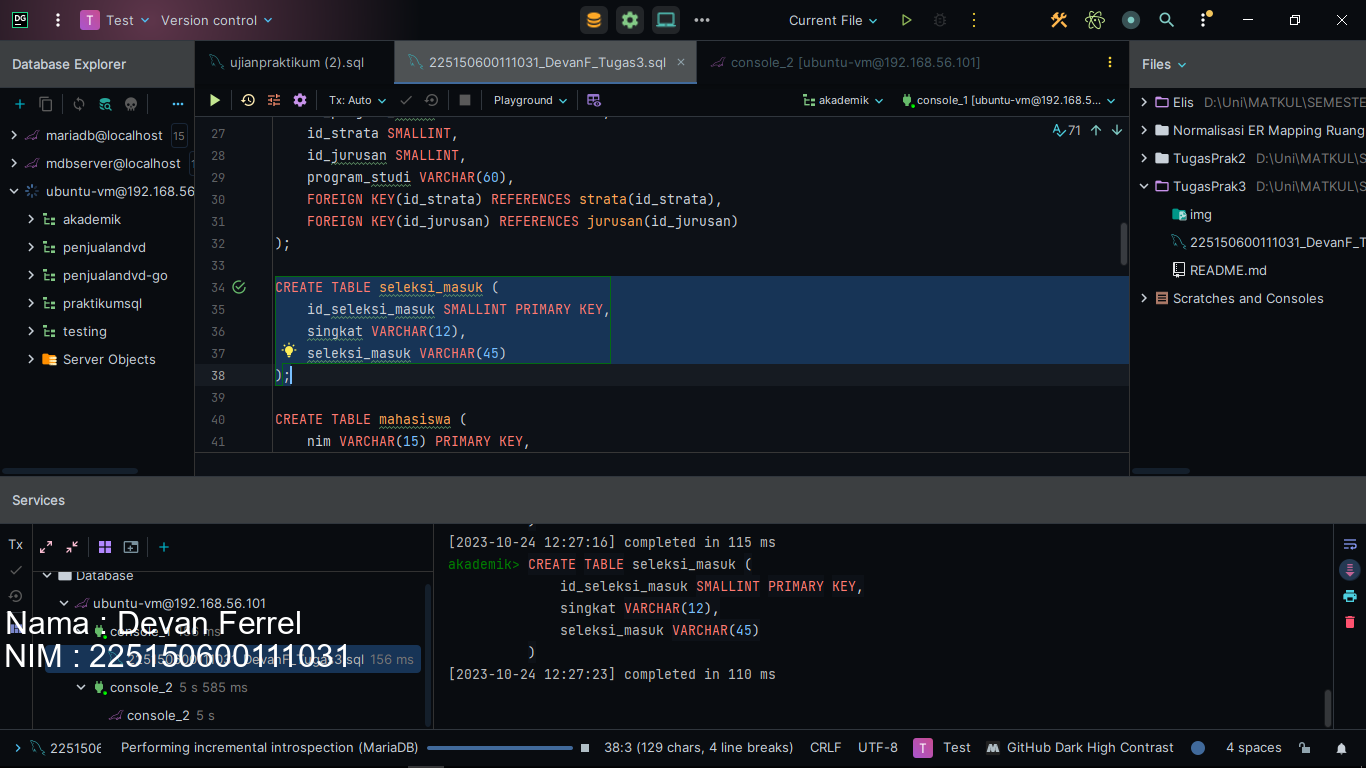 DG
T Test
Version control
Current File
Database Explorer
ujianpraktikum (2).sql
225150600111031_DevanF_Tugas3.sql
console_2 [ubuntu-vm@192.168.56.101]
Files
Tx: Auto
Playground
akademik
console_1 [ubuntu-vm@192.168.5...
mariadb@localhost 15
mdbserver@localhost
ubuntu-vm@192.168.56
akademik
penjualandvd
penjualandvd-go
praktikumsql
testing
Server Objects
27 id_strata SMALLINT,
28 id_jurusan SMALLINT,
29 program_studi VARCHAR(60),
30 FOREIGN KEY(id_strata) REFERENCES strata(id_strata),
31 FOREIGN KEY(id_jurusan) REFERENCES jurusan(id_jurusan)
32 );
33
34 CREATE TABLE seleksi_masuk (
35 id_seleksi_masuk SMALLINT PRIMARY KEY,
36 singkat VARCHAR(12),
37 seleksi_masuk VARCHAR(45)
38 );
39
40 CREATE TABLE mahasiswa (
41 nim VARCHAR(15) PRIMARY KEY,
71
Elis D:\Uni\MATKUL\SEMESTE
Normalisasi ER Mapping Ruang
TugasPrak2 D:\Uni\MATKUL\S
TugasPrak3 D:\Uni\MATKUL\S
img
225150600111031_DevanF_T
README.md
Scratches and Consoles
Services
Tx
Database
ubuntu-vm@192.168.56.101
console_1
225150600111031_DevanF_Tugas3.sql 156 ms
console_2 5 s 585 ms
console_2 5 s
Nama : Devan Ferrel
NIM : 225150600111031
[2023-10-24 12:27:16] completed in 115 ms
akademik> CREATE TABLE seleksi_masuk (
id_seleksi_masuk SMALLINT PRIMARY KEY,
singkat VARCHAR(12),
seleksi_masuk VARCHAR(45)
)
[2023-10-24 12:27:23] completed in 110 ms
2251506
Performing incremental introspection (MariaDB)
38:3 (129 chars, 4 line breaks)
CRLF
UTF-8
T Test
GitHub Dark High Contrast
4 spaces